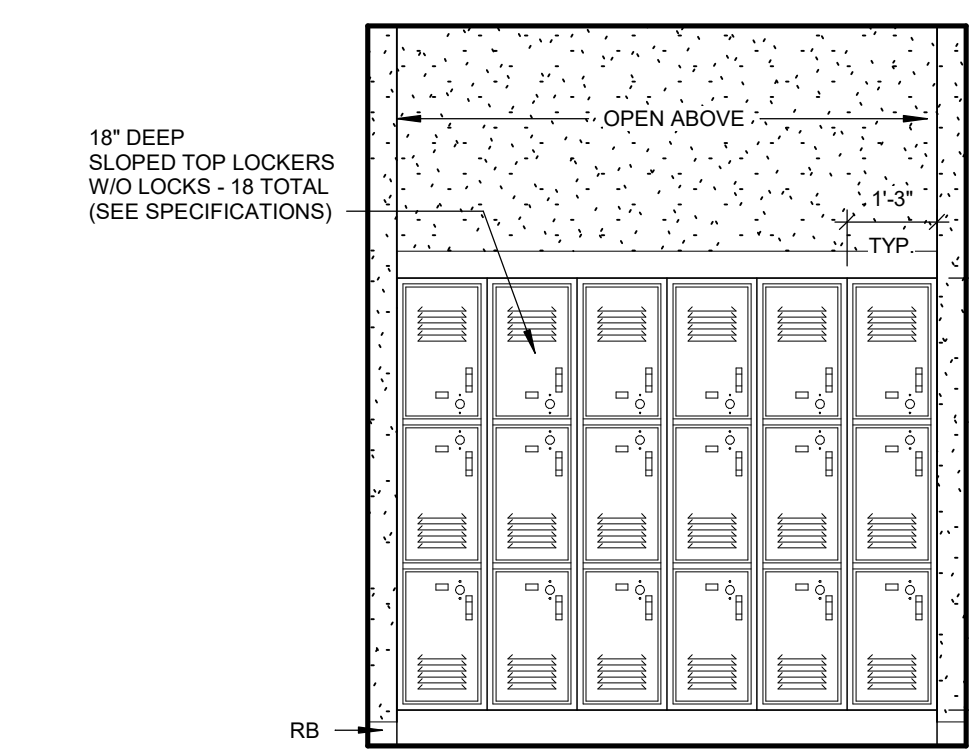 OPEN ABOVE
18" DEEP
SLOPED TOP LOCKERS
W/O LOCKS - 18 TOTAL
(SEE SPECIFICATIONS)
1'-3"
TYP.
RB